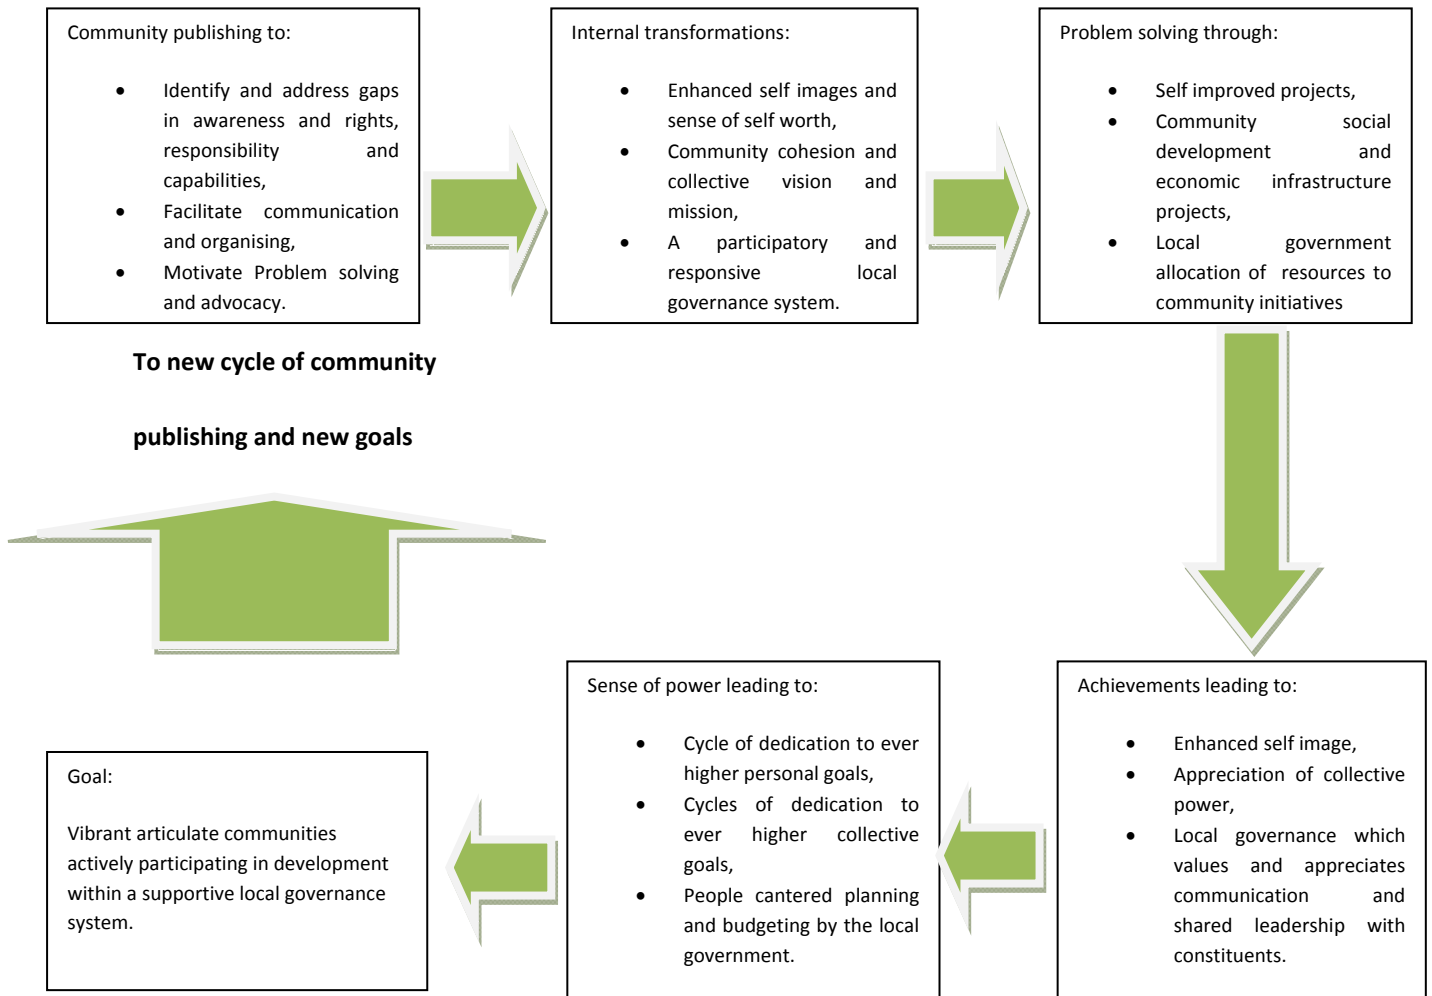 Community publishing to:
• Identify and address gaps
in awareness and rights,
responsibility and
capabilities,
• Facilitate communication
and organising,
• Motivate Problem solving
and advocacy.
Internal transformations:
• Enhanced self images and
sense of self worth,
• Community cohesion and
collective vision and
mission,
• A participatory and
responsive local
governance system.
Problem solving through:
• Self improved projects,
• Community social
development and
economic infrastructure
projects,
• Local government
allocation of resources to
community initiatives
To new cycle of community
publishing and new goals
Achievements leading to:
• Enhanced self image,
• Appreciation of collective
power,
• Local governance which
values and appreciates
communication and
shared leadership with
constituents.
Sense of power leading to:
• Cycle of dedication to ever
higher personal goals,
• Cycles of dedication to
ever higher collective
goals,
• People cantered planning
and budgeting by the local
government.
Goal:
Vibrant articulate communities
actively participating in development
within a supportive local governance
system.